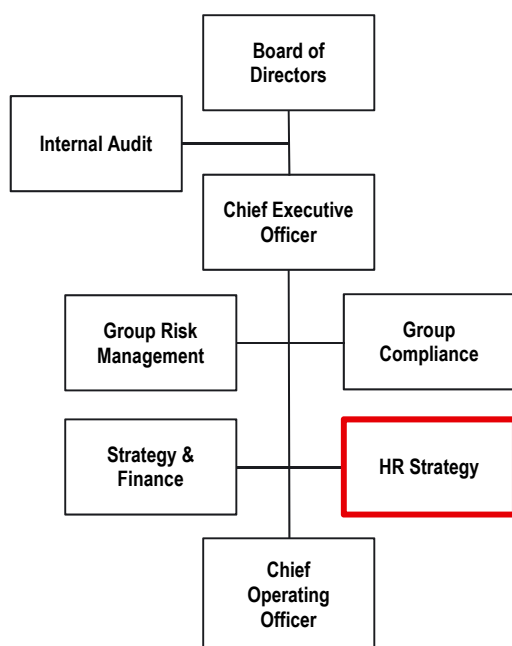 Board of
Directors
Internal Audit
Chief Executive
Officer
Group Risk
Management
Group
Compliance
Strategy &
Finance
HR Strategy
Chief
Operating
Officer